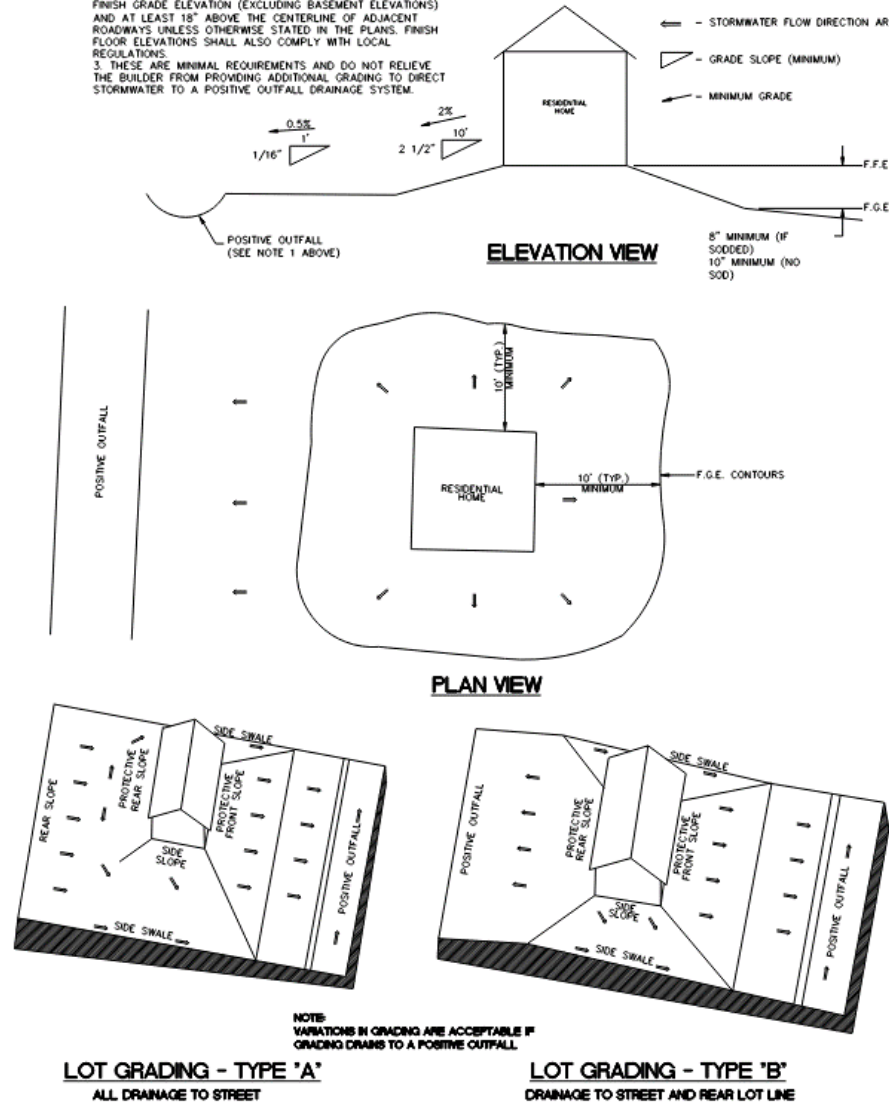 FINISH GRADE ELEVATION (EXCLUDING BASEMENT ELEVATIONS)
AND AT LEAST 18" ABOVE THE CENTERLINE OF ADJACENT
ROADWAYS UNLESS OTHERWISE STATED IN THE PLANS. FINISH
FLOOR ELEVATIONS SHALL ALSO COMPLY WITH LOCAL
REGULATIONS.
3. THESE ARE MINIMAL REQUIREMENTS AND DO NOT RELIEVE
THE BUILDER FROM PROVIDING ADDITIONAL GRADING TO DIRECT
STORMWATER TO A POSITIVE OUTFALL DRAINAGE SYSTEM.
- STORMWATER FLOW DIRECTION AR
- GRADE SLOPE (MINIMUM)
- MINIMUM GRADE
RESIDENTIAL
HOME
0.5%
1'
1/16"
2%
10'
2 1/2"
F.F.E
F.G.E
POSITIVE OUTFALL
(SEE NOTE 1 ABOVE)
ELEVATION VIEW
8" MINIMUM (IF
SODDED)
10" MINIMUM (NO
SOD)
POSITIVE OUTFALL
10' (TYP.)
MINIMUM
RESIDENTIAL
HOME
10' (TYP.)
MINIMUM
F.G.E. CONTOURS
PLAN VIEW
REAR SLOPE
PROTECTIVE
REAR SLOPE
SIDE SWALE
PROTECTIVE
FRONT SLOPE
SIDE
SLOPE
SIDE SWALE
POSITIVE OUTFALL
POSITIVE OUTFALL
PROTECTIVE
REAR SLOPE
SIDE SWALE
PROTECTIVE
FRONT SLOPE
SIDE
SLOPE
SIDE SWALE
POSITIVE OUTFALL
NOTE:
VARIATIONS IN GRADING ARE ACCEPTABLE IF
GRADING DRAINS TO A POSITIVE OUTFALL
LOT GRADING - TYPE "A"
ALL DRAINAGE TO STREET
LOT GRADING - TYPE "B"
DRAINAGE TO STREET AND REAR LOT LINE